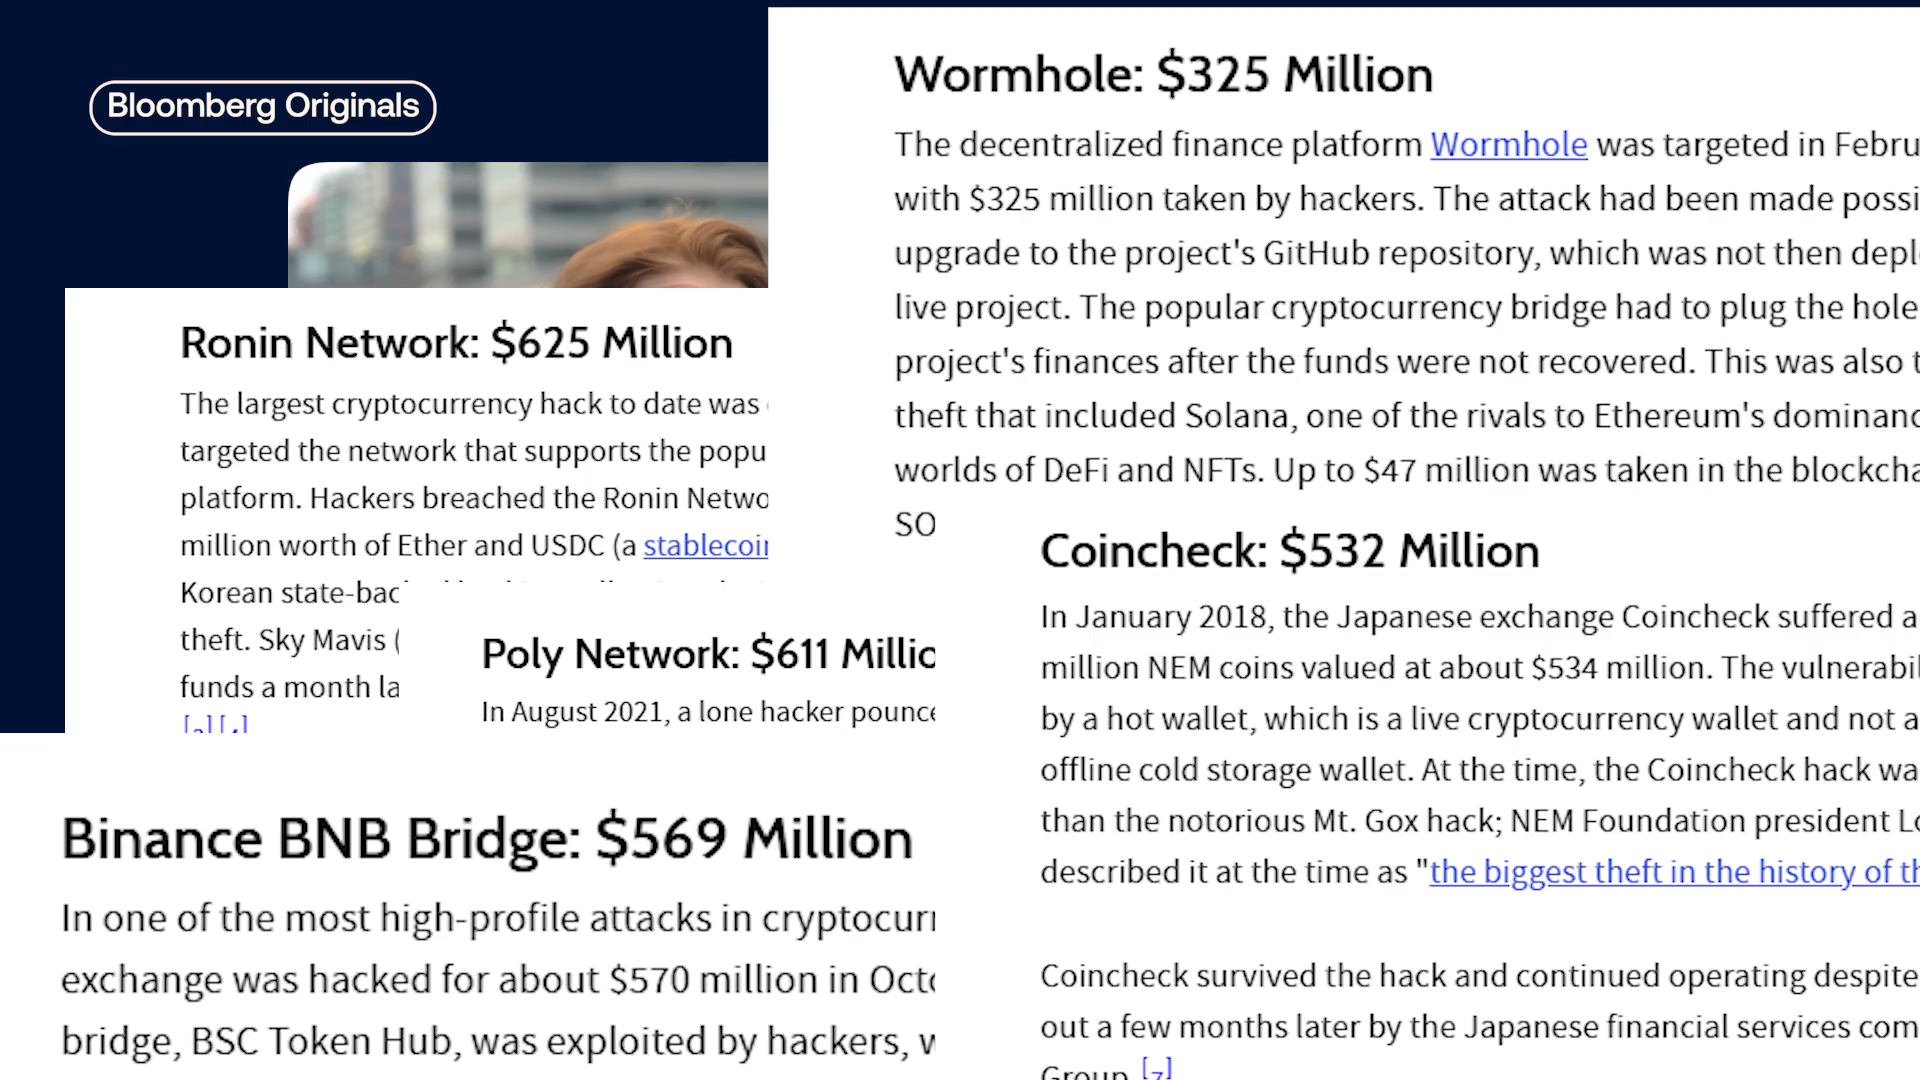 Bloomberg Originals
Wormhole: $325 Million
The decentralized finance platform Wormhole was targeted in Febru
with $325 million taken by hackers. The attack had been made possi
upgrade to the project's GitHub repository, which was not then depl
live project. The popular cryptocurrency bridge had to plug the hole
project's finances after the funds were not recovered. This was also t
theft that included Solana, one of the rivals to Ethereum's dominanc
worlds of DeFi and NFTs. Up to $47 million was taken in the blockcha
SO
Ronin Network: $625 Million
The largest cryptocurrency hack to date was
targeted the network that supports the popu
platform. Hackers breached the Ronin Netwo
million worth of Ether and USDC (a stablecoin
Korean state-bac
theft. Sky Mavis (
funds a month la
Poly Network: $611 Millio
In August 2021, a lone hacker pounce
Coincheck: $532 Million
In January 2018, the Japanese exchange Coincheck suffered a
million NEM coins valued at about $534 million. The vulnerabil
by a hot wallet, which is a live cryptocurrency wallet and not a
offline cold storage wallet. At the time, the Coincheck hack wa
than the notorious Mt. Gox hack; NEM Foundation president Lo
described it at the time as "the biggest theft in the history of th
Coincheck survived the hack and continued operating despite
out a few months later by the Japanese financial services com
Group.[7]
Binance BNB Bridge: $569 Million
In one of the most high-profile attacks in cryptocurr
exchange was hacked for about $570 million in Octo
bridge, BSC Token Hub, was exploited by hackers, w